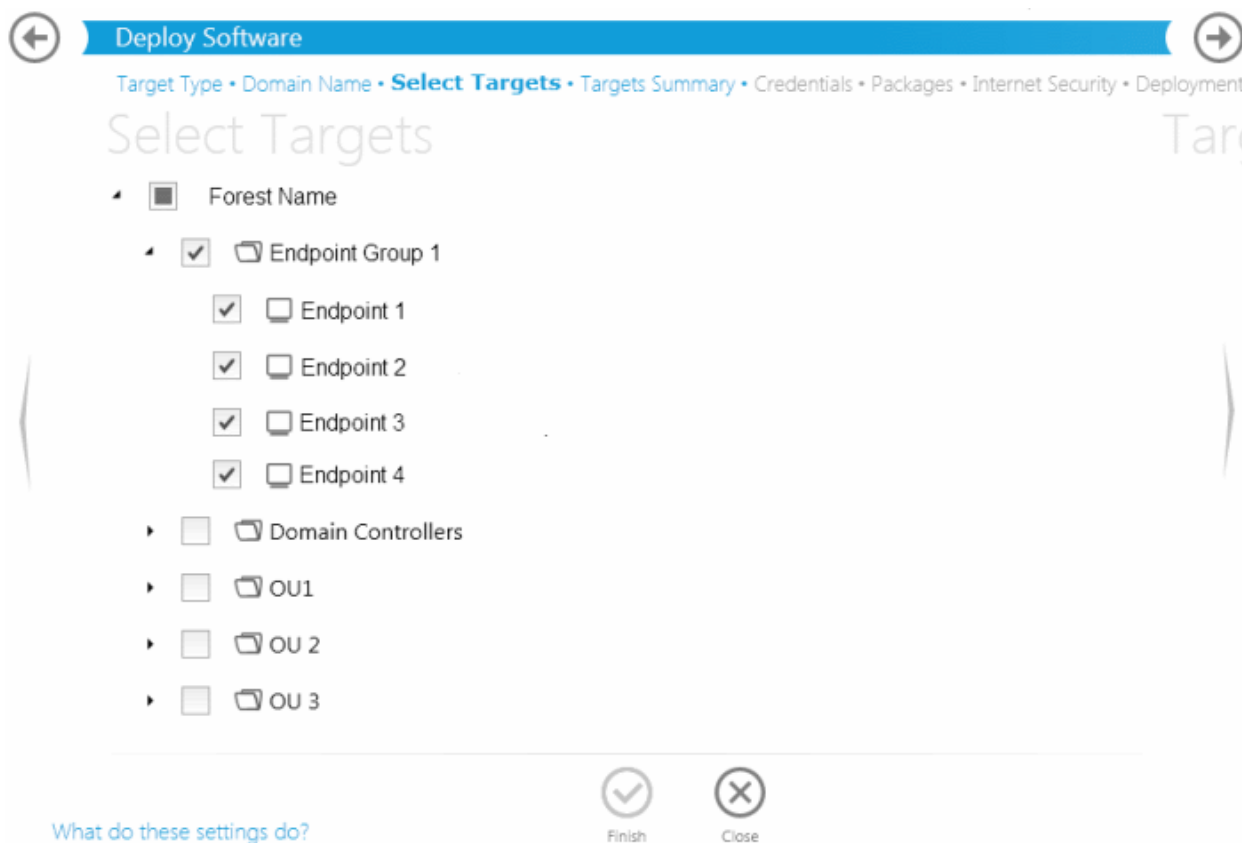 Deploy Software
Target Type • Domain Name • Select Targets • Targets Summary • Credentials • Packages • Internet Security • Deployment
Select Targets
Forest Name
Endpoint Group 1
Endpoint 1
Endpoint 2
Endpoint 3
Endpoint 4
Domain Controllers
OU1
OU 2
OU 3
Finish
Close
What do these settings do?